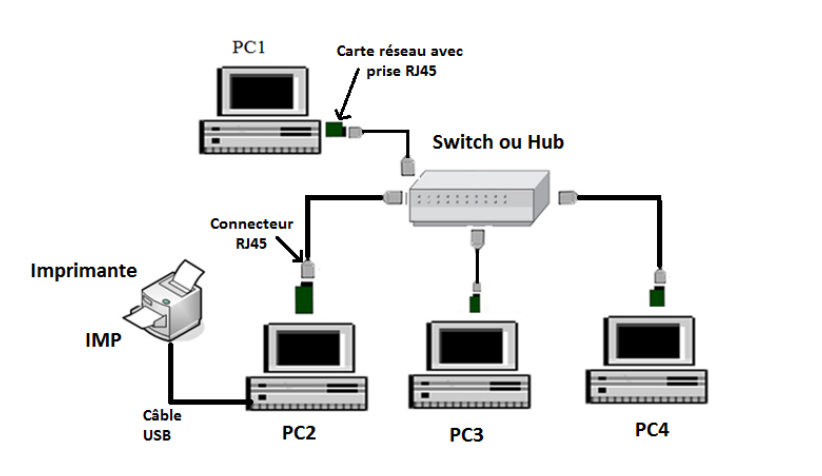 PC1
Carte réseau avec
prise RJ45
Switch ou Hub
Connecteur
RJ45
Imprimante
IMP
Câble
USB
PC2
PC3
PC4